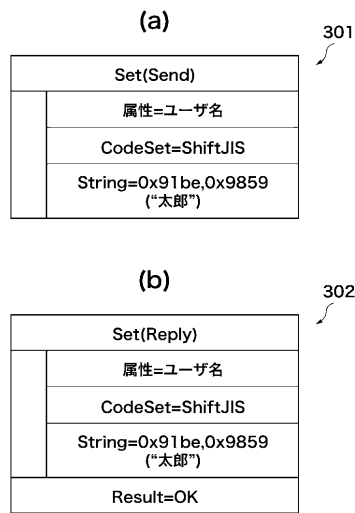 (a)
301
Set(Send)
属性=ユーザ名
CodeSet=ShiftJIS
String=0x91be,0x9859
(“太郎”)
(b)
302
Set(Reply)
属性=ユーザ名
CodeSet=ShiftJIS
String=0x91be,0x9859
(“太郎”)
Result=OK